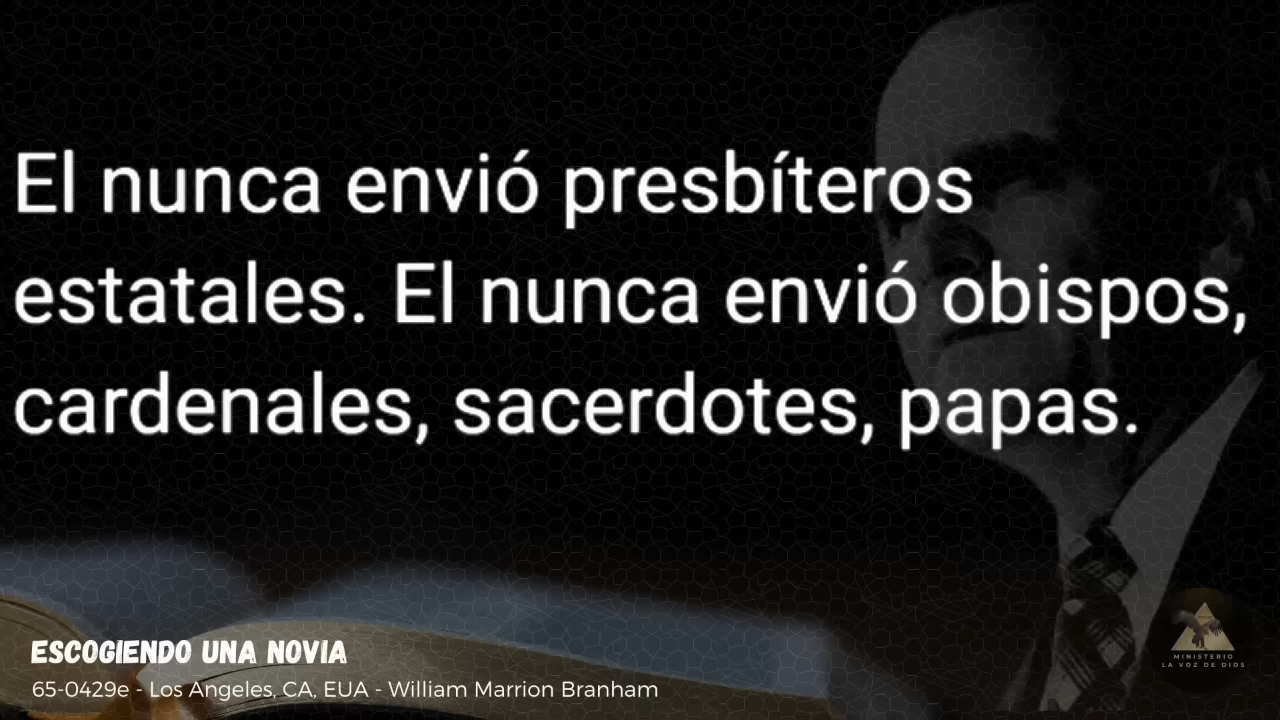 El nunca envió presbíteros
estatales. El nunca envió obispos,
cardenales, sacerdotes, papas.
ESCOGIENDO UNA NOVIA
65-0429e - Los Angeles, CA, EUA - William Marrion Branham
MINISTERIO
LA VOZ DE DIOS